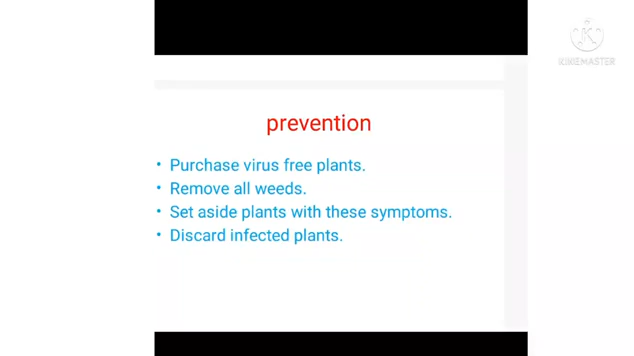 KINEMASTER
prevention
• Purchase virus free plants.
• Remove all weeds.
• Set aside plants with these symptoms.
• Discard infected plants.